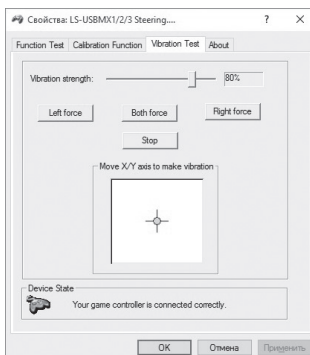 Свойства: LS-USBMX1/2/3 Steering.... ? ×
Function Test Calibration Function Vibration Test About
Vibration strength: 80%
Left force Both force Right force
Stop
Move X/Y axis to make vibration
Device State
Your game controller is connected correctly.
OK Отмена Применить